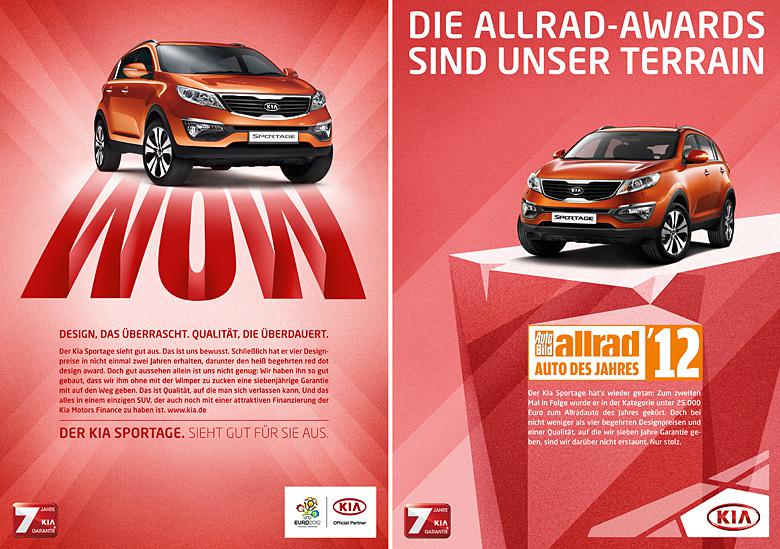 KIA
SPORTAGE
WOW
DESIGN, DAS ÜBERRASCHT. QUALITÄT, DIE ÜBERDAUERT.
Der Kia Sportage sieht gut aus. Das ist uns bewusst. Schließlich hat er vier Design-
preise in nicht einmal zwei Jahren erhalten, darunter den heiß begehrten red dot
design award. Doch gut aussehen allein ist uns nicht genug: Wir haben ihn so gut
gebaut, dass wir ihm ohne mit der Wimper zu zucken eine siebenjährige Garantie
mit auf den Weg geben. Das ist Qualität, auf die man sich verlassen kann. Und das
alles in einem einzigen SUV, der auch noch mit einer attraktiven Finanzierung der
Kia Motors Finance zu haben ist. www.kia.de
DER KIA SPORTAGE. SIEHT GUT FÜR SIE AUS.
7 JAHRE
KIA
GARANTIE
EURO2012
KIA
Official Partner
DIE ALLRAD-AWARDS
SIND UNSER TERRAIN
KIA
SPORTAGE
Auto
Bild
allrad '12
AUTO DES JAHRES
Der Kia Sportage hat's wieder getan: Zum zweiten
Mal in Folge wurde er in der Kategorie unter 25.000
Euro zum Allradauto des Jahres gekürt. Doch bei
nicht weniger als vier begehrten Designpreisen und
einer Qualität, auf die wir sieben Jahre Garantie ge-
ben, sind wir darüber nicht erstaunt. Nur stolz.
7 JAHRE
KIA
GARANTIE
KIA